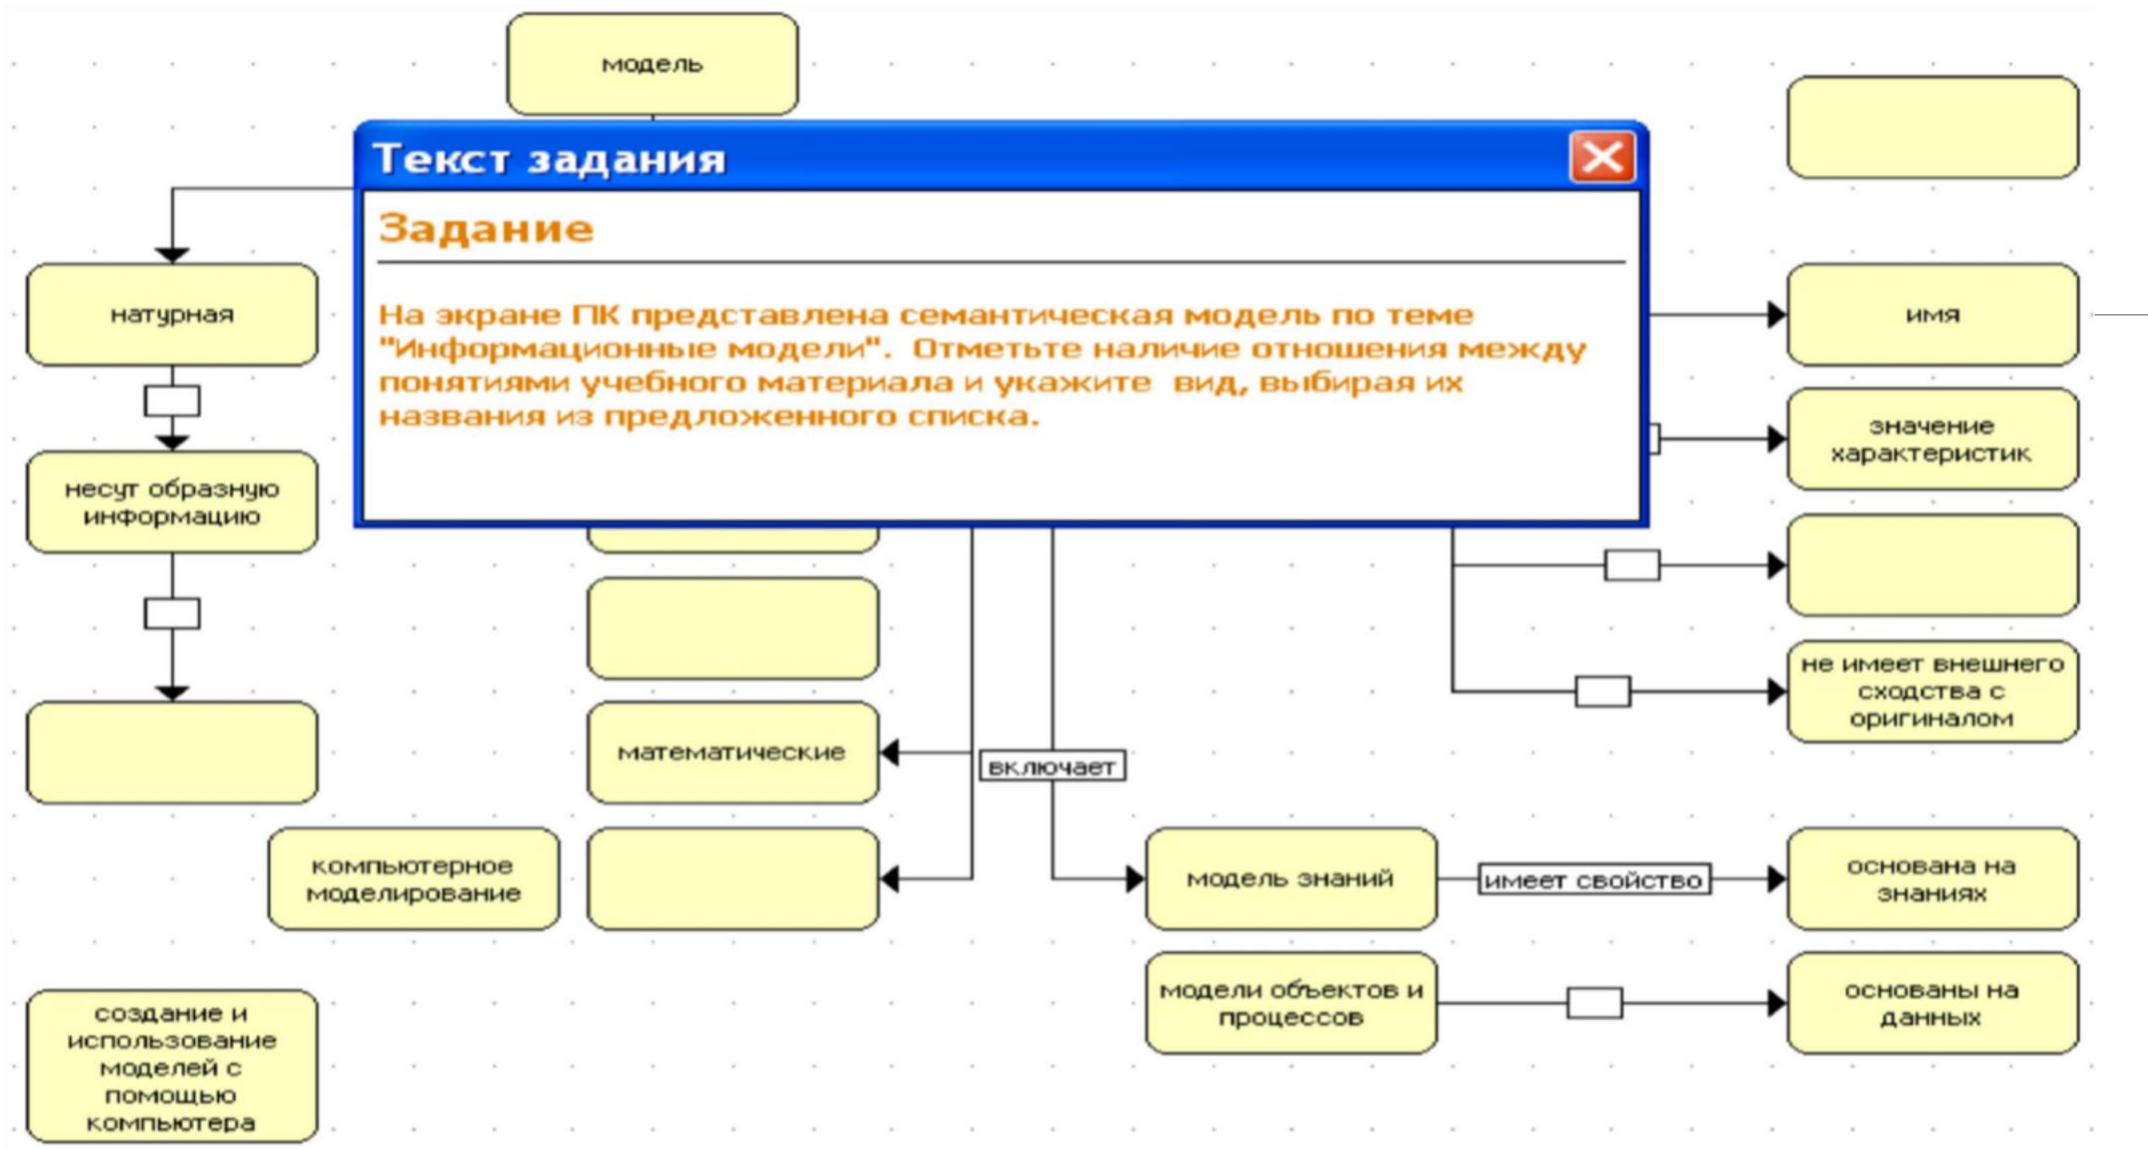 модель
Текст задания
Задание
На экране ПК представлена семантическая модель по теме
"Информационные модели". Отметьте наличие отношения между
понятиями учебного материала и укажите вид, выбирая их
названия из предложенного списка.
натурная
имя
значение
характеристик
несут образную
информацию
не имеет внешнего
сходства с
оригиналом
математические
включает
компьютерное
моделирование
модель знаний
имеет свойство
основана на
знаниях
модели объектов и
процессов
основаны на
данных
создание и
использование
моделей с
помощью
компьютера